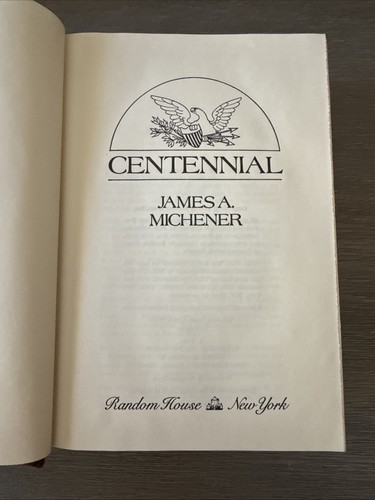 CENTENNIAL
JAMES A.
MICHENER
Random House New York